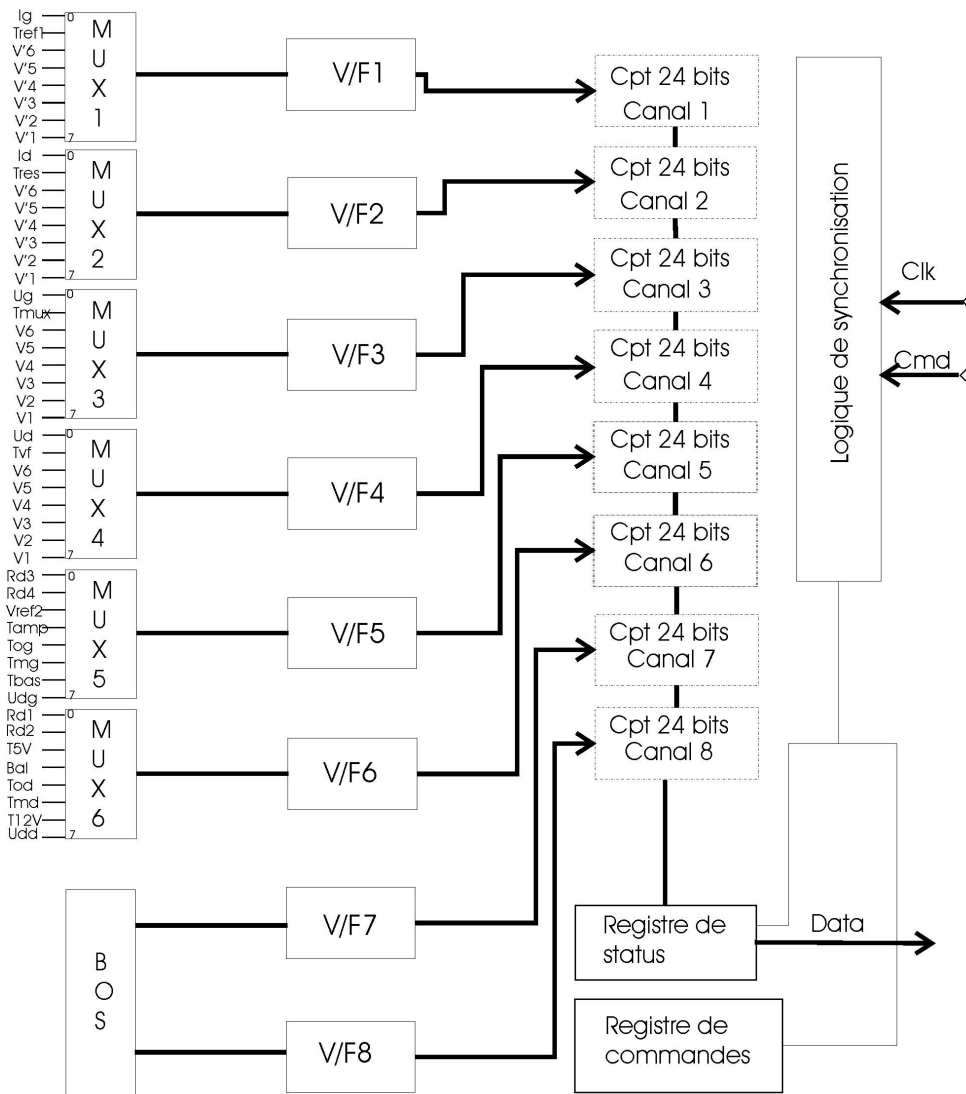 Ig
Tref1
V'6
V'5
V'4
V'3
V'2
V'1
0
7
M
U
X
1
V/F1
Cpt 24 bits
Canal 1
Id
Tres
V'6
V'5
V'4
V'3
V'2
V'1
0
7
M
U
X
2
V/F2
Cpt 24 bits
Canal 2
Ug
Tmux
V6
V5
V4
V3
V2
V1
0
7
M
U
X
3
V/F3
Cpt 24 bits
Canal 3
Ud
Tvf
V6
V5
V4
V3
V2
V1
0
7
M
U
X
4
V/F4
Cpt 24 bits
Canal 4
Rd3
Rd4
Vref2
Tamp
Tog
Tmg
Tbas
Udg
0
7
M
U
X
5
V/F5
Cpt 24 bits
Canal 5
Rd1
Rd2
T5V
Bal
Tod
Tmd
T12V
Udd
0
7
M
U
X
6
V/F6
Cpt 24 bits
Canal 6
B
O
S
V/F7
Cpt 24 bits
Canal 7
V/F8
Cpt 24 bits
Canal 8
Logique de synchronisation
Clk
Cmd
Registre de
status
Data
Registre de
commandes